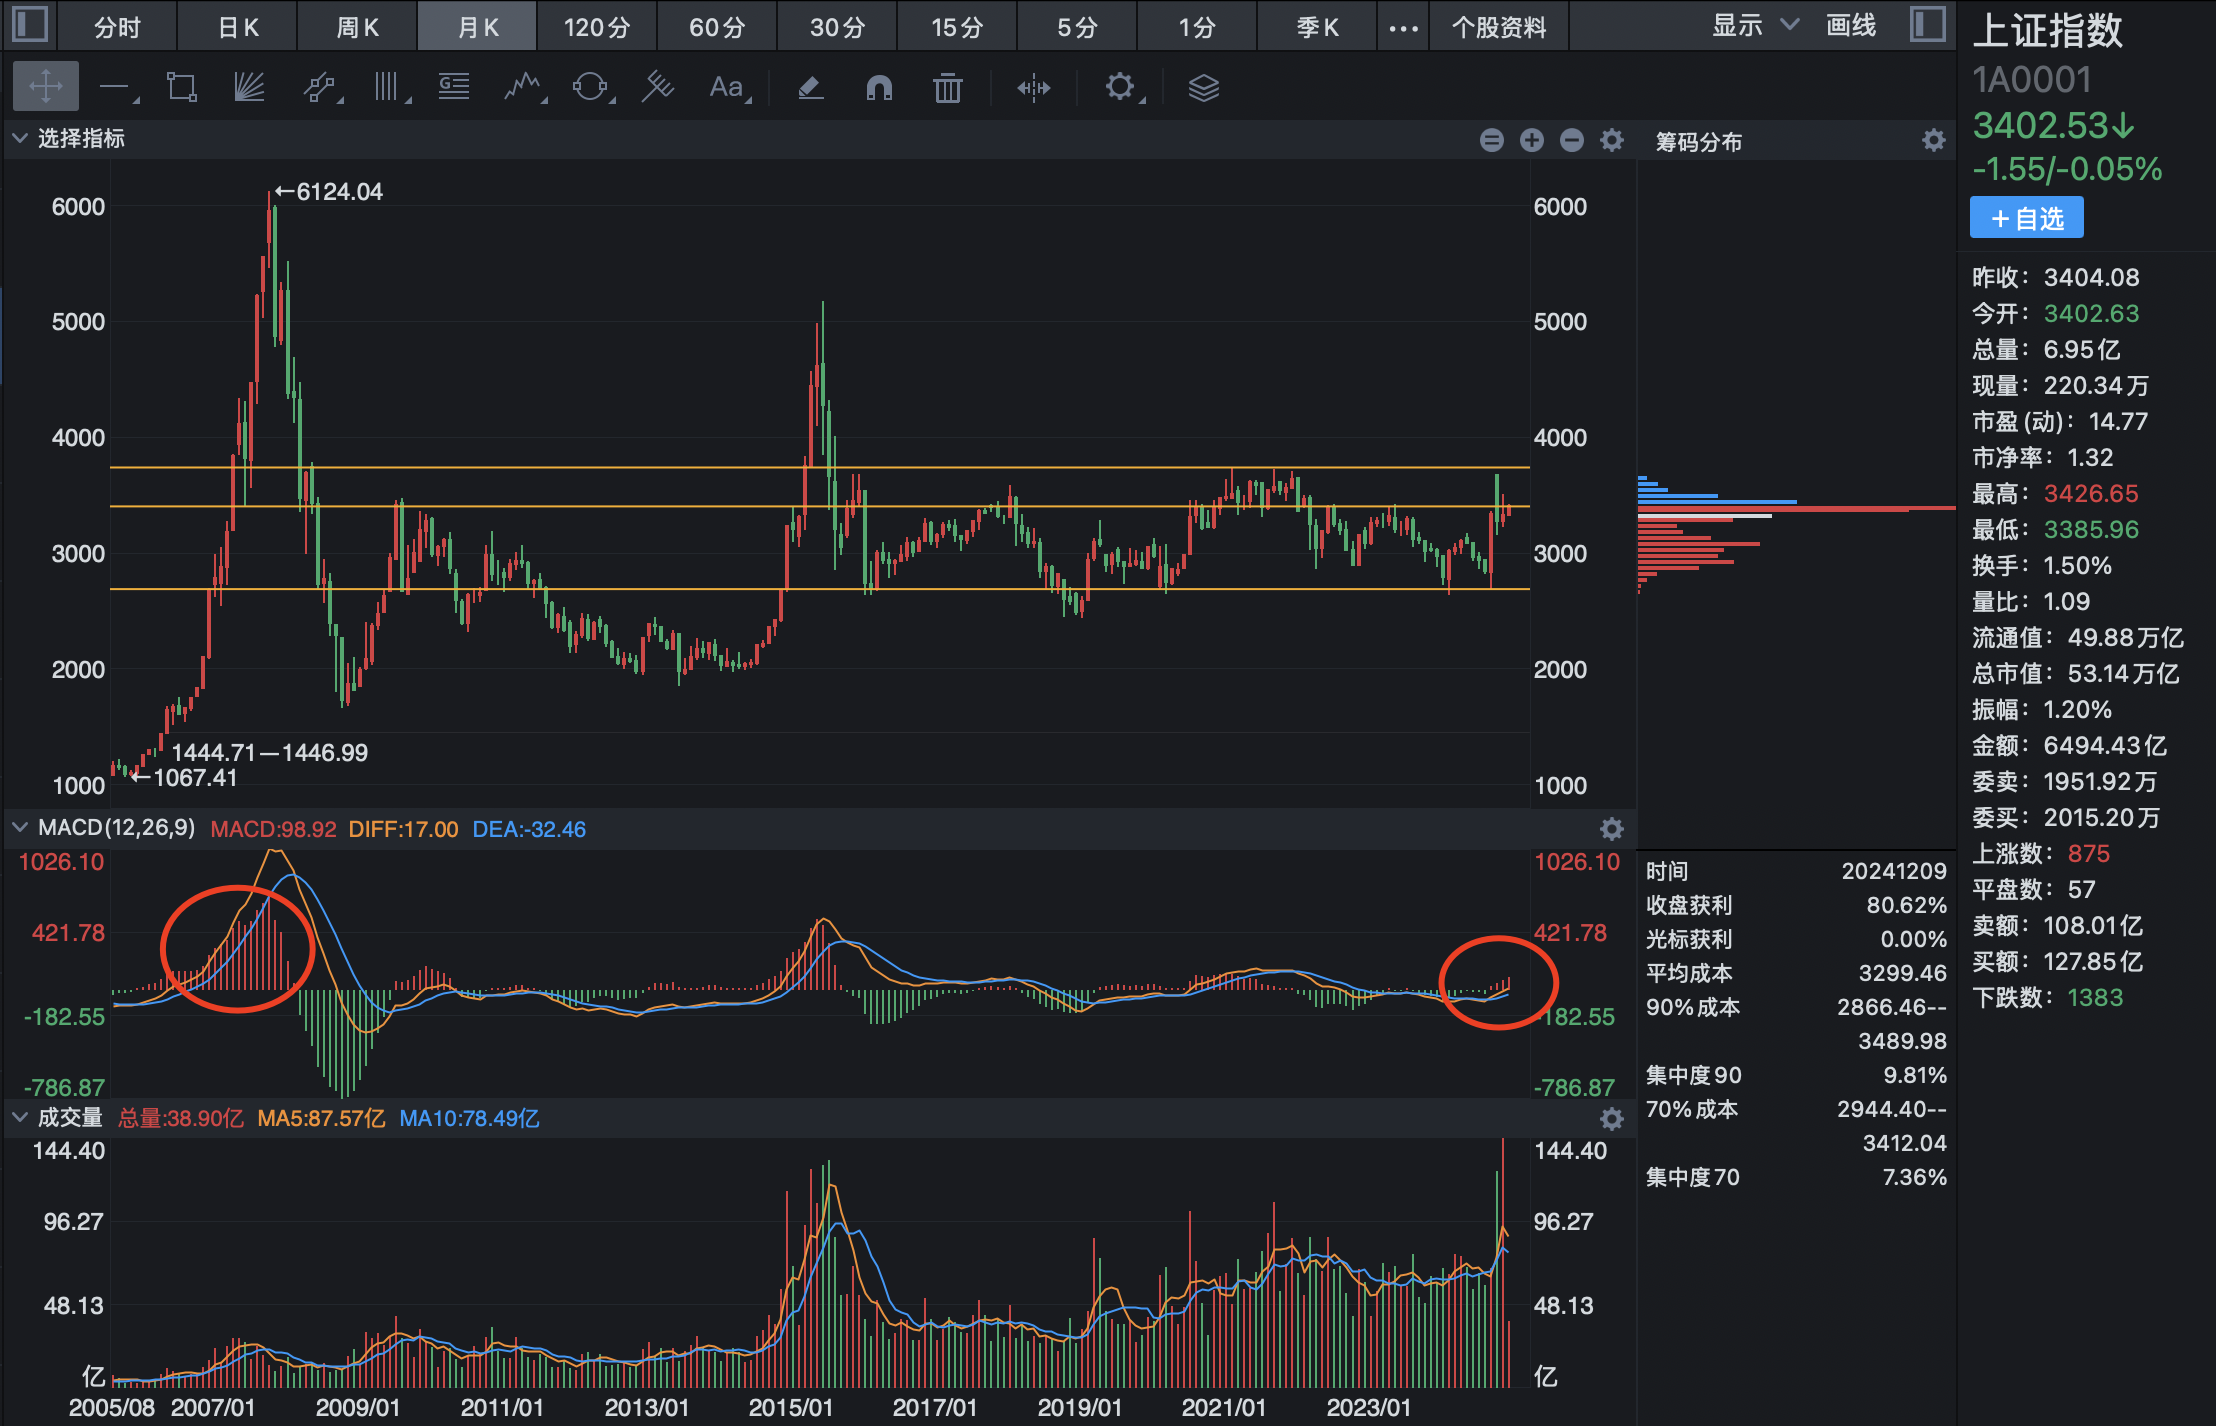 分时 日K 周K 月K 120分 60分 30分 15分 5分 1分 季K ... 个股资料 显示 画线
上证指数
1A0001
3402.53↓
-1.55/-0.05%
+自选
G Aa
选择指标
筹码分布
←6124.04
6000 6000
5000 5000
4000 4000
3000 3000
2000 2000
1444.71—1446.99
←1067.41
1000 1000
MACD(12,26,9) MACD:98.92 DIFF:17.00 DEA:-32.46
1026.10 1026.10
421.78 421.78
-182.55 -182.55
-786.87 -786.87
成交量 总量:38.90亿 MA5:87.57亿 MA10:78.49亿
144.40 144.40
96.27 96.27
48.13 48.13
亿 亿
2005/08 2007/01 2009/01 2011/01 2013/01 2015/01 2017/01 2019/01 2021/01 2023/01
时间 20241209
收盘获利 80.62%
光标获利 0.00%
平均成本 3299.46
90%成本 2866.46--
3489.98
集中度90 9.81%
70%成本 2944.40--
3412.04
集中度70 7.36%
昨收: 3404.08
今开: 3402.63
总量: 6.95亿
现量: 220.34万
市盈(动): 14.77
市净率: 1.32
最高: 3426.65
最低: 3385.96
换手: 1.50%
量比: 1.09
流通值: 49.88万亿
总市值: 53.14万亿
振幅: 1.20%
金额: 6494.43亿
委卖: 1951.92万
委买: 2015.20万
上涨数: 875
平盘数: 57
卖额: 108.01亿
买额: 127.85亿
下跌数: 1383